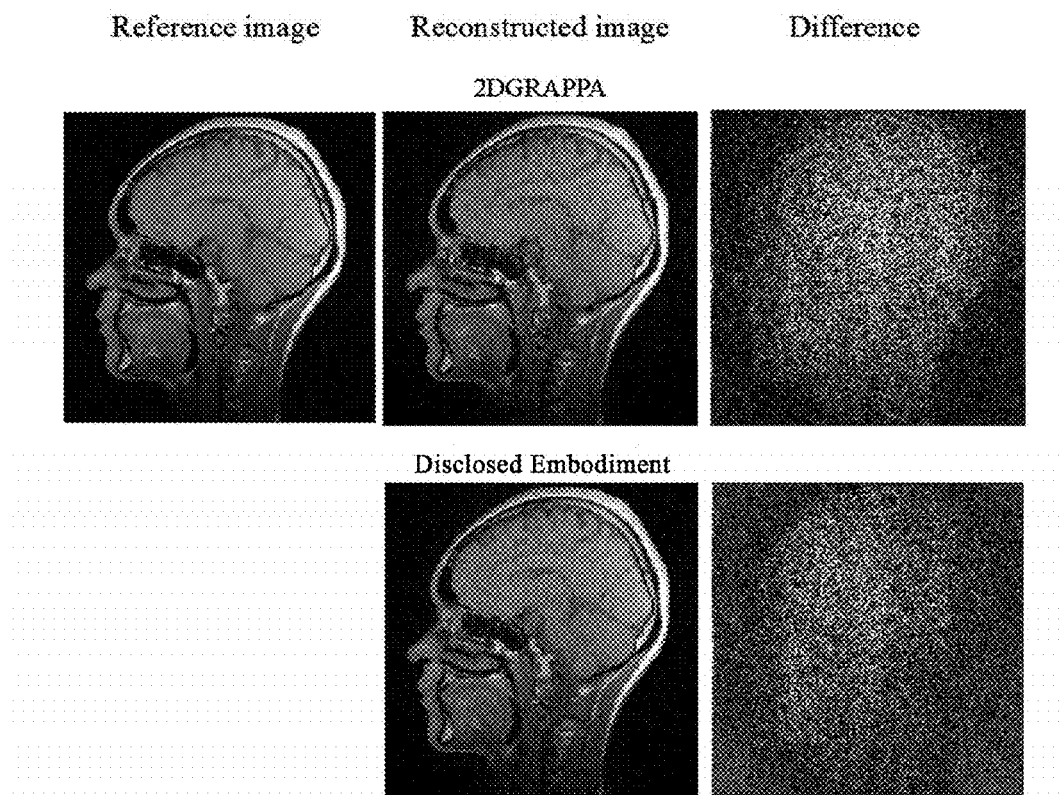 Reference image Reconstructed image Difference
2DGRAPPA
Disclosed Embodiment